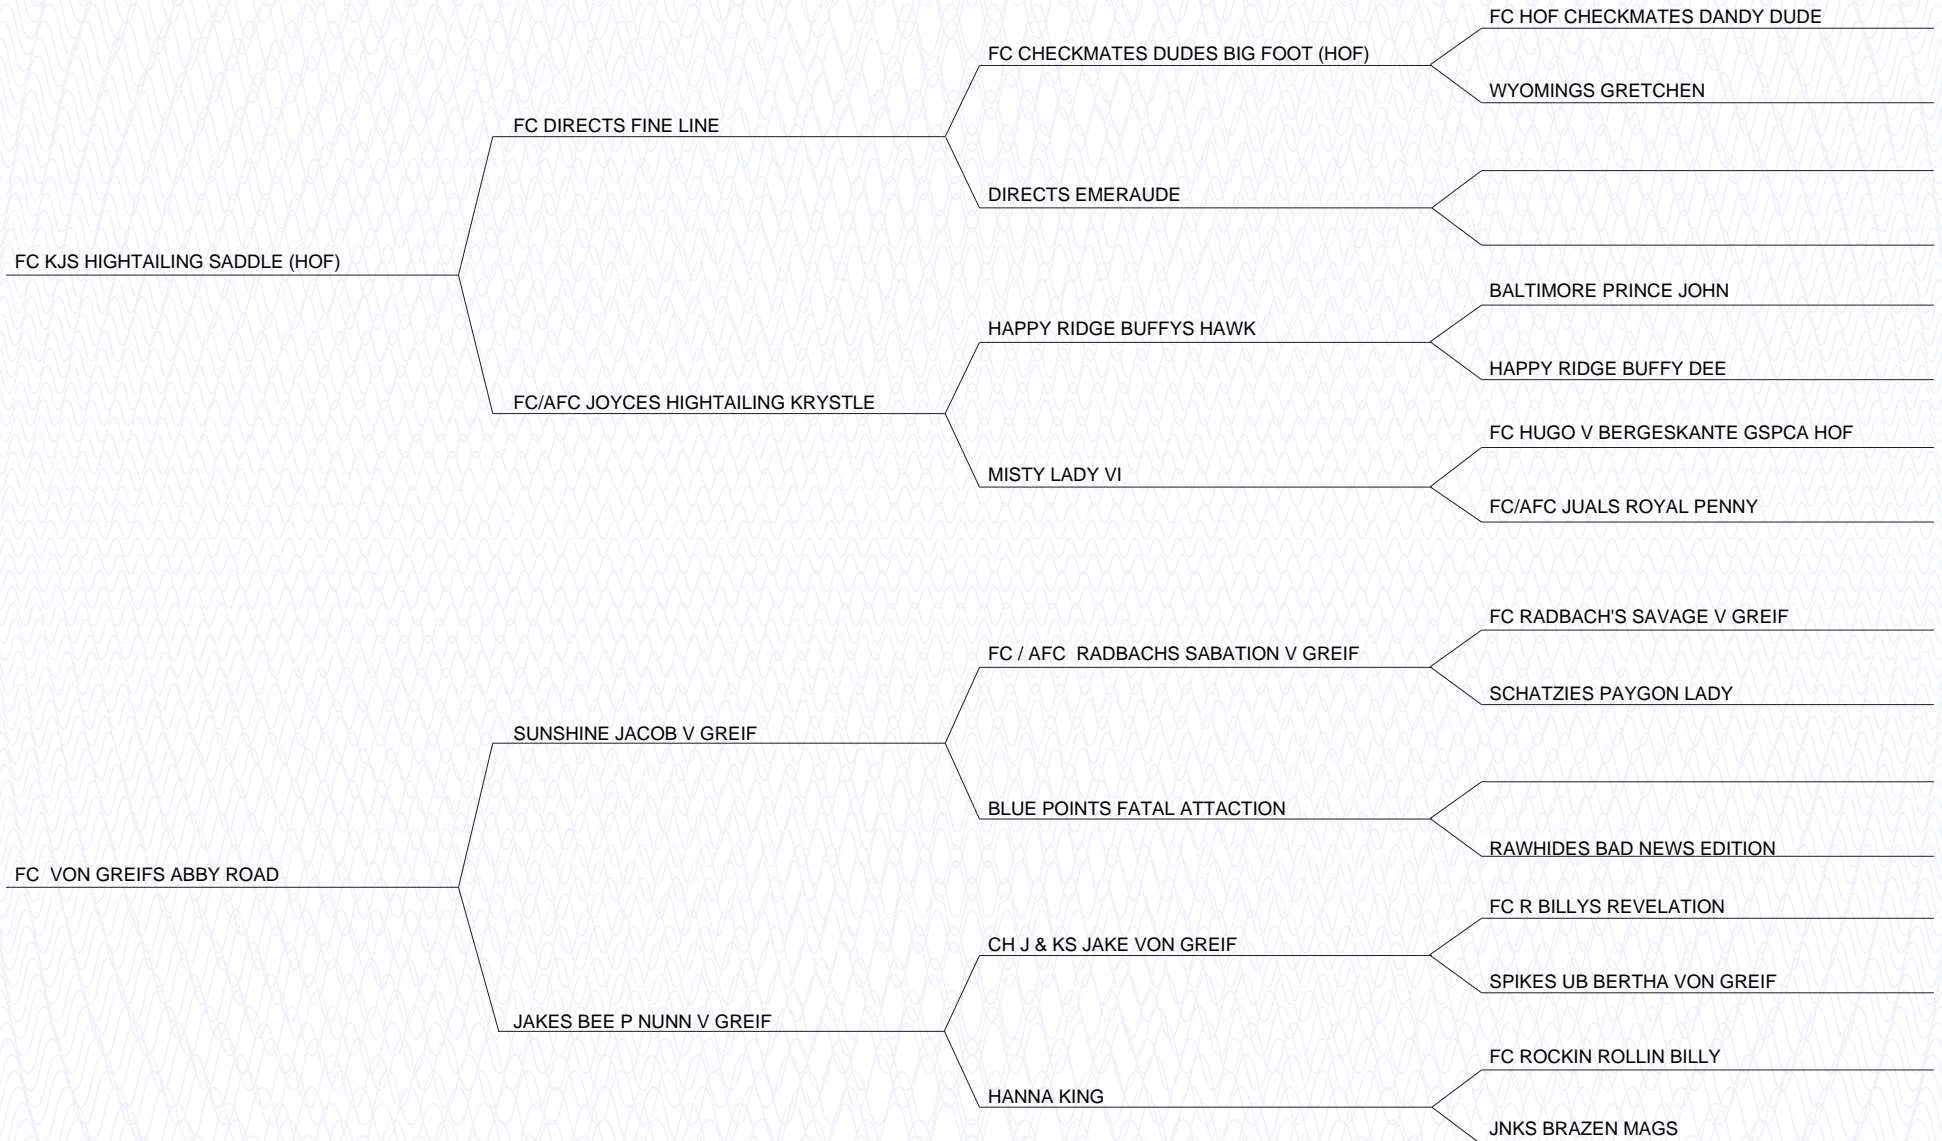 FC HOF CHECKMATES DANDY DUDE
FC CHECKMATES DUDES BIG FOOT (HOF)
WYOMINGS GRETCHEN
FC DIRECTS FINE LINE
DIRECTS EMERAUDE
FC KJS HIGHTAILING SADDLE (HOF)
BALTIMORE PRINCE JOHN
HAPPY RIDGE BUFFYS HAWK
HAPPY RIDGE BUFFY DEE
FC/AFC JOYCES HIGHTAILING KRYSTLE
FC HUGO V BERGESKANTE GSPCA HOF
MISTY LADY VI
FC/AFC JUALS ROYAL PENNY
FC RADBACH'S SAVAGE V GREIF
FC / AFC  RADBACHS SABATION V GREIF
SCHATZIES PAYGON LADY
SUNSHINE JACOB V GREIF
BLUE POINTS FATAL ATTACTION
RAWHIDES BAD NEWS EDITION
FC  VON GREIFS ABBY ROAD
FC R BILLYS REVELATION
CH J & KS JAKE VON GREIF
SPIKES UB BERTHA VON GREIF
JAKES BEE P NUNN V GREIF
FC ROCKIN ROLLIN BILLY
HANNA KING
JNKS BRAZEN MAGS